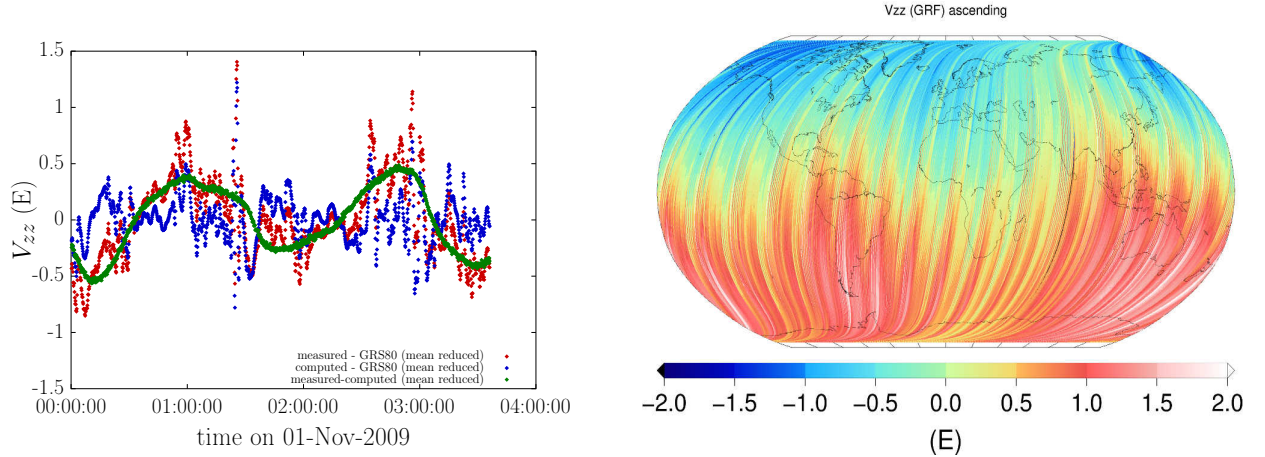 1.5
1
0.5
0
-0.5
-1
-1.5
Vzz (E)
measured - GRS80 (mean reduced)
computed - GRS80 (mean reduced)
measured-computed (mean reduced)
00:00:00 01:00:00 02:00:00 03:00:00 04:00:00
time on 01-Nov-2009
Vzz (GRF) ascending
−2.0 −1.5 −1.0 −0.5 0.0 0.5 1.0 1.5 2.0
(E)